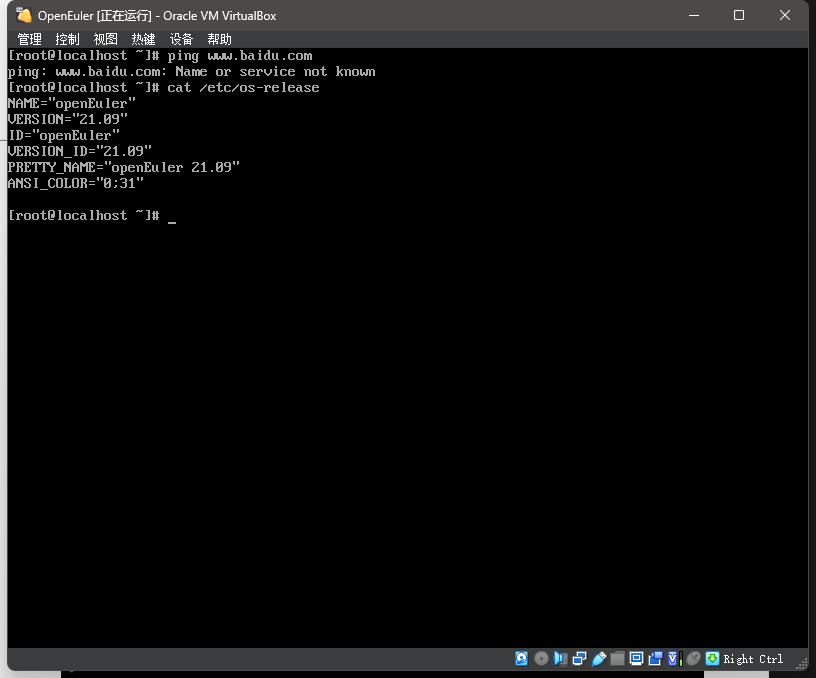 OpenEuler [正在运行] - Oracle VM VirtualBox
管理 控制 视图 热键 设备 帮助
[root@localhost ~]# ping www.baidu.com
ping: www.baidu.com: Name or service not known
[root@localhost ~]# cat /etc/os-release
NAME="openEuler"
VERSION="21.09"
ID="openEuler"
VERSION_ID="21.09"
PRETTY_NAME="openEuler 21.09"
ANSI_COLOR="0;31"
[root@localhost ~]# _
Right Ctrl